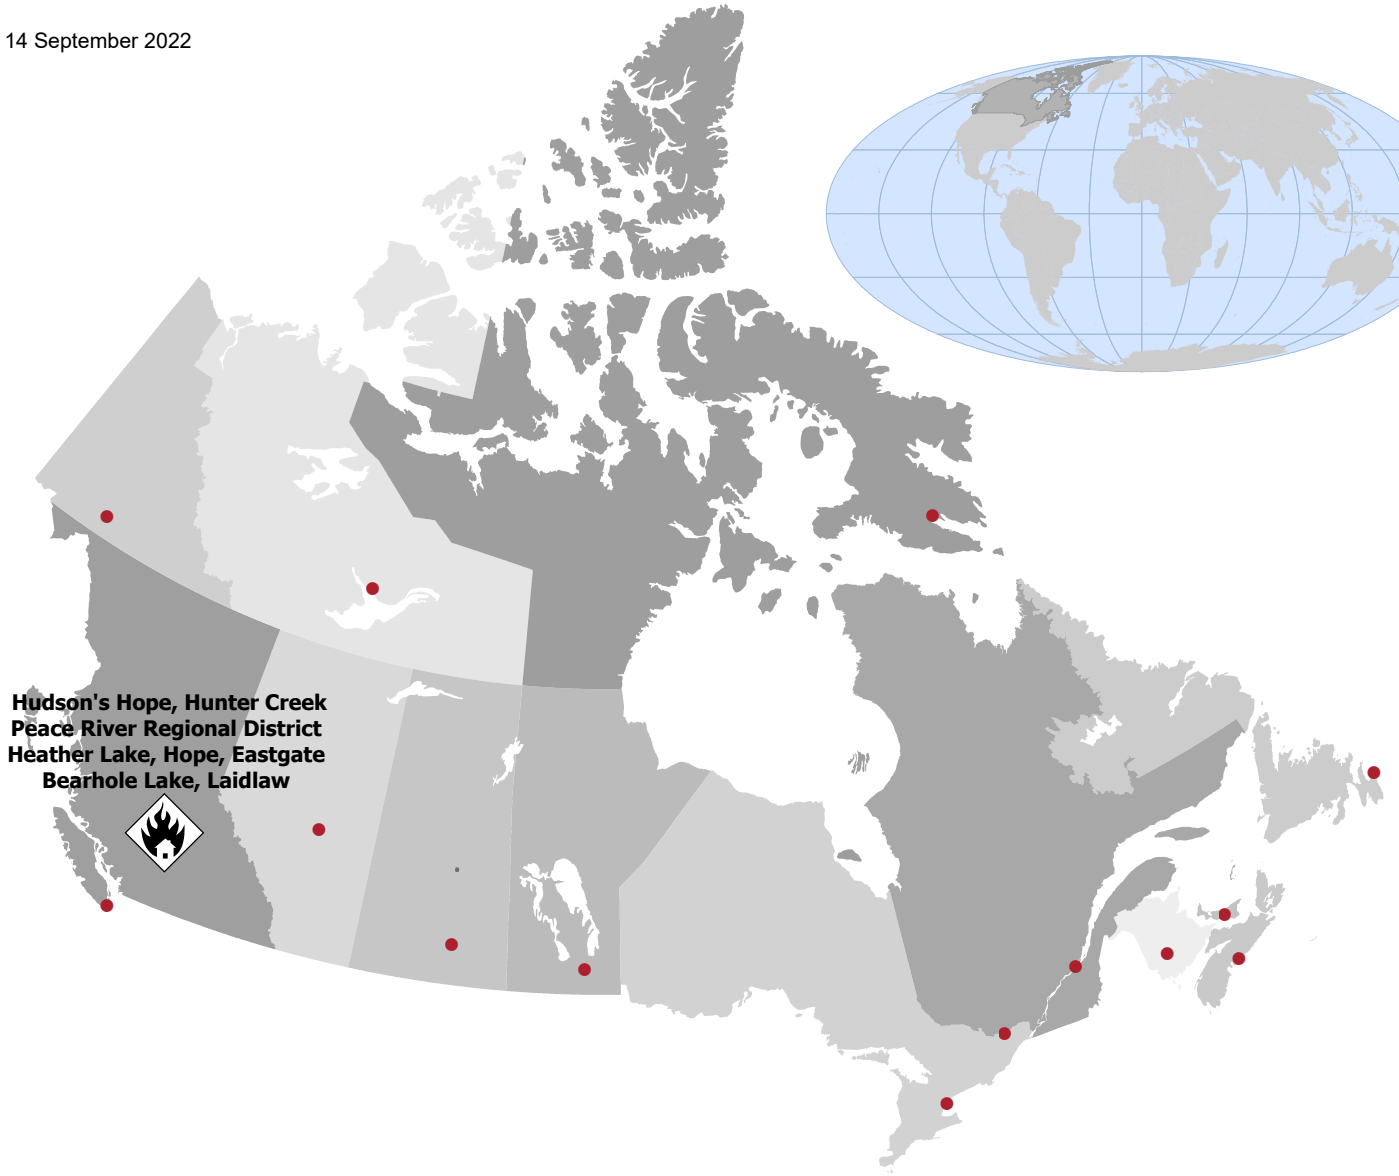 14 September 2022
Hudson's Hope, Hunter Creek
Peace River Regional District
Heather Lake, Hope, Eastgate
Bearhole Lake, Laidlaw